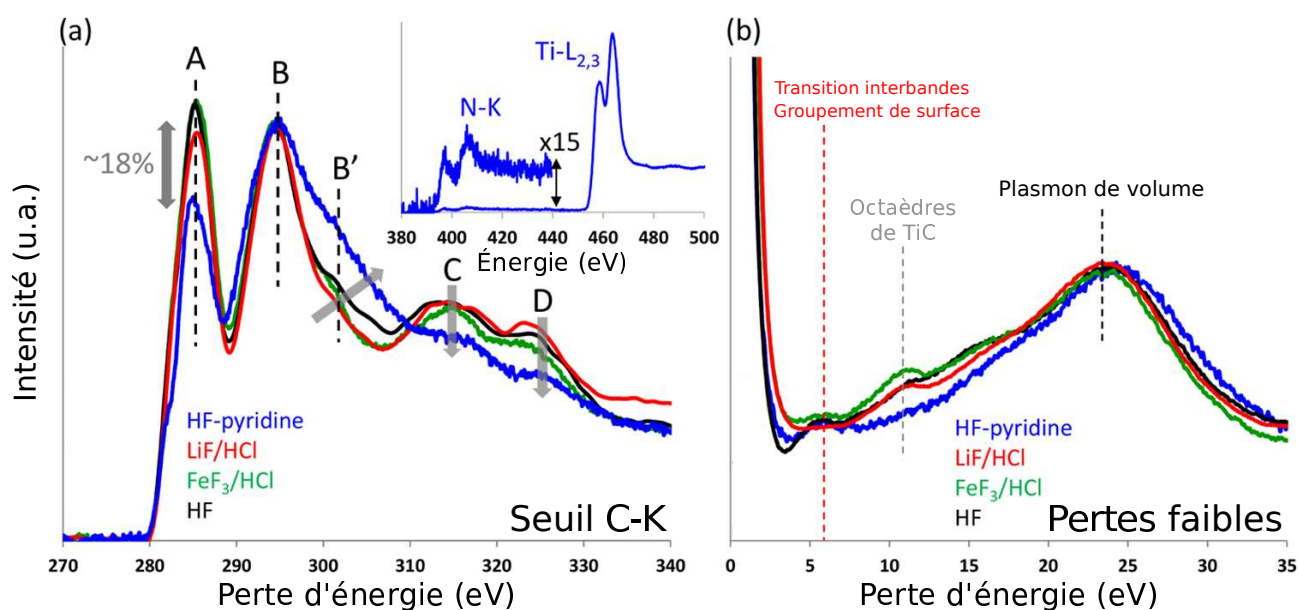 (a)
A
B
B’
C
D
~18%
Ti-L2,3
N-K
x15
380 400 420 440 460 480 500
Énergie (eV)
HF-pyridine
LiF/HCl
FeF3/HCl
HF
Seuil C-K
Intensité (u.a.)
270 280 290 300 310 320 330 340
Perte d'énergie (eV)
(b)
Transition interbandes
Groupement de surface
Octaèdres
de TiC
Plasmon de volume
HF-pyridine
LiF/HCl
FeF3/HCl
HF
Pertes faibles
0 5 10 15 20 25 30 35
Perte d'énergie (eV)